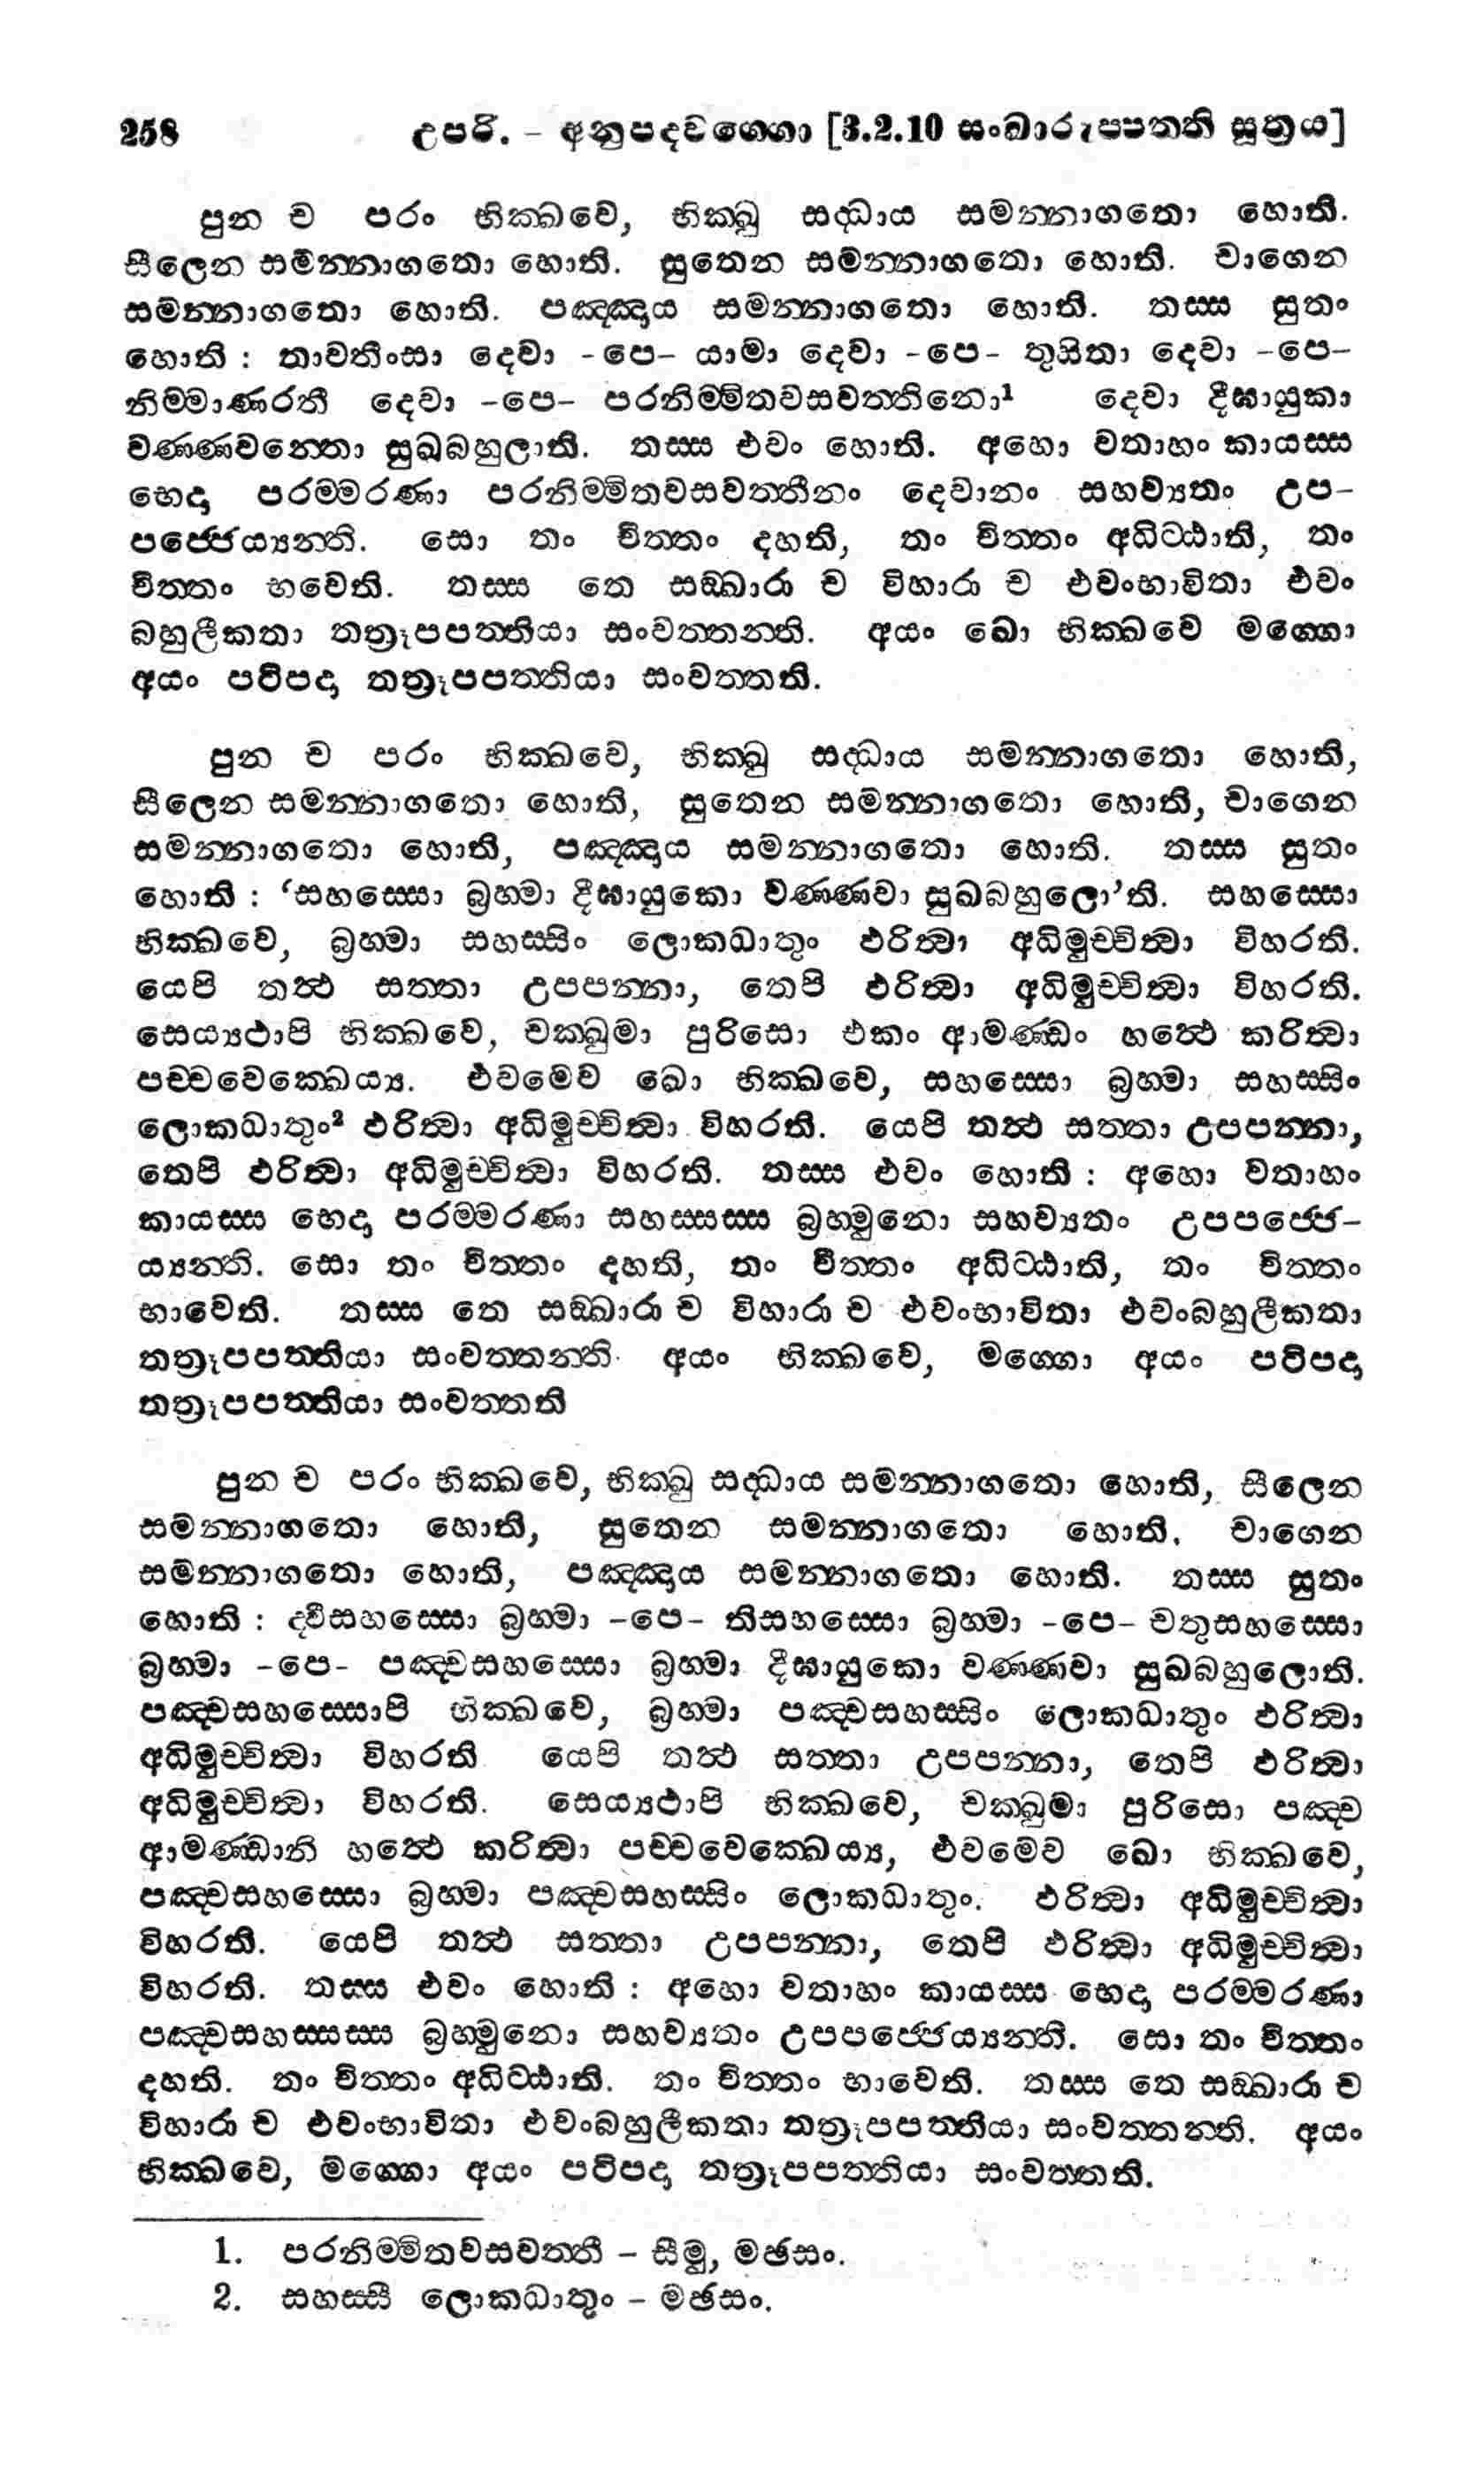 258 උපරි. – අනුපදවග්ගො [3.2.10 සංඛාරුප්පත්ති සූත්‍රය]
පුන ච පරං භික්ඛවෙ, භික්ඛු සද්ධාය සමන්නාගතො හොති.
සීලෙන සමන්නාගතො හොති. සුතෙන සමන්නාගතො හොති. චාගෙන
සමන්නාගතො හොති. පඤ්ඤාය සමන්නාගතො හොති. තස්ස සුතං
හොති : තාවතිංසා දෙවා -පෙ– යාමා දෙවා -පෙ- තුසිතා දෙවා –පෙ–
නිම්මාණරතී දෙවා –පෙ– පරනිම්මිතවසවත්තිනො¹ දෙවා දීඝායුකා
වණ්ණවන්තො සුඛබහුලාති. තස්ස එවං හොති. අහො වතාහං කායස්ස
භෙදා පරම්මරණා පරනිම්මිතවසවත්තීනං දෙවානං සහව්‍යතං උප–
පජ්ජෙය්‍යන්ති. සො තං චිත්තං දහති, තං චිත්තං අධිට්ඨාති, තං
චිත්තං භවෙති. තස්ස තෙ සඞ්ඛාරා ච විහාරා ච එවංභාවිතා එවං
බහුලීකතා තත්‍රූපපත්තියා සංවත්තන්ති. අයං ඛො භික්ඛවෙ මග්ගො
අයං පටිපදා තත්‍රූපපත්තියා සංවත්තති.
පුන ච පරං භික්ඛවෙ, භික්ඛු සද්ධාය සමන්නාගතො හොති,
සීලෙන සමන්නාගතො හොති, සුතෙන සමන්නාගතො හොති, චාගෙන
සමන්නාගතො හොති, පඤ්ඤාය සමන්නාගතො හොති. තස්ස සුතං
හොති : ‘සහස්සො බ්‍රහ්මා දීඝායුකො වණ්ණවා සුඛබහුලො’ති. සහස්සො
භික්ඛවෙ, බ්‍රහ්මා සහස්සිං ලොකධාතුං ඵරිත්වා අධිමුච්චිත්වා විහරති.
යෙපි තත්ථ සත්තා උපපන්නා, තෙපි ඵරිත්වා අධිමුච්චිත්වා විහරති.
සෙය්‍යථාපි භික්ඛවෙ, චක්ඛුමා පුරිසො එකං ආමණ්ඩං හත්ථෙ කරිත්වා
පච්චවෙක්ඛෙය්‍ය. එවමෙව ඛො භික්ඛවෙ, සහස්සො බ්‍රහ්මා සහස්සිං
ලොකධාතුං² ඵරිත්වා අධිමුච්චිත්වා විහරති. යෙපි තත්ථ සත්තා උපපන්නා,
තෙපි ඵරිත්වා අධිමුච්චිත්වා විහරති. තස්ස එවං හොති : අහො වතාහං
කායස්ස භෙදා පරම්මරණා සහස්සස්ස බ්‍රහ්මුනො සහව්‍යතං උපපජ්ජෙ–
ය්‍යන්ති. සො තං චිත්තං දහති, තං චිත්තං අධිට්ඨාති, තං චිත්තං
භාවෙති. තස්ස තෙ සඞ්ඛාරා ච විහාරා ච එවංභාවිතා එවංබහුලීකතා
තත්‍රූපපත්තියා සංවත්තන්ති. අයං භික්ඛවෙ, මග්ගො අයං පටිපදා
තත්‍රූපපත්තියා සංවත්තති
පුන ච පරං භික්ඛවෙ, භික්ඛු සද්ධාය සමන්නාගතො හොති, සීලෙන
සමන්නාගතො හොති, සුතෙන සමන්නාගතො හොති, චාගෙන
සමන්නාගතො හොති, පඤ්ඤාය සමන්නාගතො හොති. තස්ස සුතං
හොති : ද්විසහස්සො බ්‍රහ්මා –පෙ- තිසහස්සො බ්‍රහ්මා -පෙ- චතුසහස්සො
බ්‍රහ්මා –පෙ- පඤ්චසහස්සො බ්‍රහ්මා දීඝායුකො වණ්ණවා සුඛබහුලොති.
පඤ්චසහස්සොපි භික්ඛවෙ, බ්‍රහ්මා පඤ්චසහස්සිං ලොකධාතුං ඵරිත්වා
අධිමුච්චිත්වා විහරති යෙපි තත්ථ සත්තා උපපන්නා, තෙපි ඵරිත්වා
අධිමුච්චිත්වා විහරති. සෙය්‍යථාපි භික්ඛවෙ, චක්ඛුමා පුරිසො පඤ්ච
ආමණ්ඩානි හත්ථෙ කරිත්වා පච්චවෙක්ඛෙය්‍ය, එවමෙව ඛො භික්ඛවෙ,
පඤ්චසහස්සො බ්‍රහ්මා පඤ්චසහස්සිං ලොකධාතුං. ඵරිත්වා අධිමුච්චිත්වා
විහරති. යෙපි තත්ථ සත්තා උපපන්නා, තෙපි ඵරිත්වා අධිමුච්චිත්වා
විහරති. තස්ස එවං හොති : අහො වතාහං කායස්ස භෙදා පරම්මරණා
පඤ්චසහස්සස්ස බ්‍රහ්මුනො සහව්‍යතං උපපජ්ජෙය්‍යන්ති. සො තං චිත්තං
දහති. තං චිත්තං අධිට්ඨාති. තං චිත්තං භාවෙති. තස්ස තෙ සඞ්ඛාරා ච
විහාරා ච එවංභාවිතා එවංබහුලීකතා තත්‍රූපපත්තියා සංවත්තන්ති. අයං
භික්ඛවෙ, මග්ගො අයං පටිපදා තත්‍රූපපත්තියා සංවත්තති.
1. පරනිම්මිතවසවත්තී – සීමු, මඡසං.
2. සහස්සී ලොකධාතුං – මඡසං.